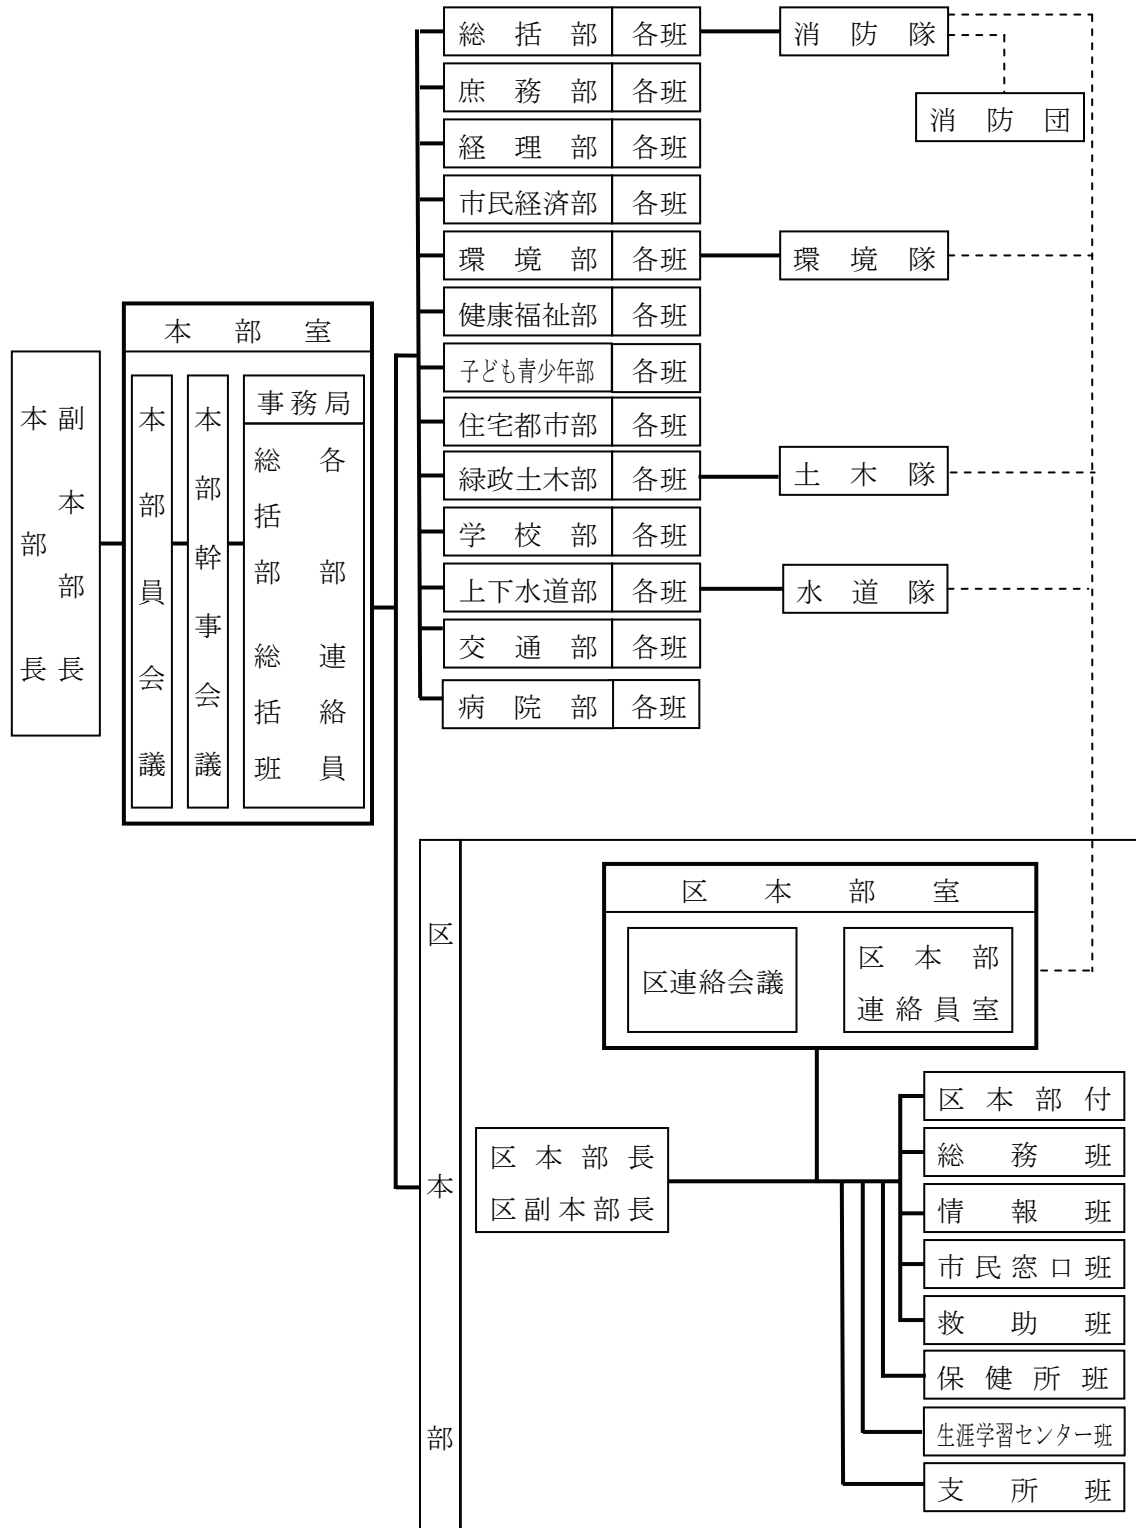 本部長
副本部長
本部室
本部員会議
本部幹事会議
事務局
総括部総括班
各部連絡員
総括部 各班 消防隊
消防団
庶務部 各班
経理部 各班
市民経済部 各班
環境部 各班 環境隊
健康福祉部 各班
子ども青少年部 各班
住宅都市部 各班
緑政土木部 各班 土木隊
学校部 各班
上下水道部 各班 水道隊
交通部 各班
病院部 各班
区本部
区本部室
区連絡会議
区本部
連絡員室
区本部長
区副本部長
区本部付
総務班
情報班
市民窓口班
救助班
保健所班
生涯学習センター班
支所班